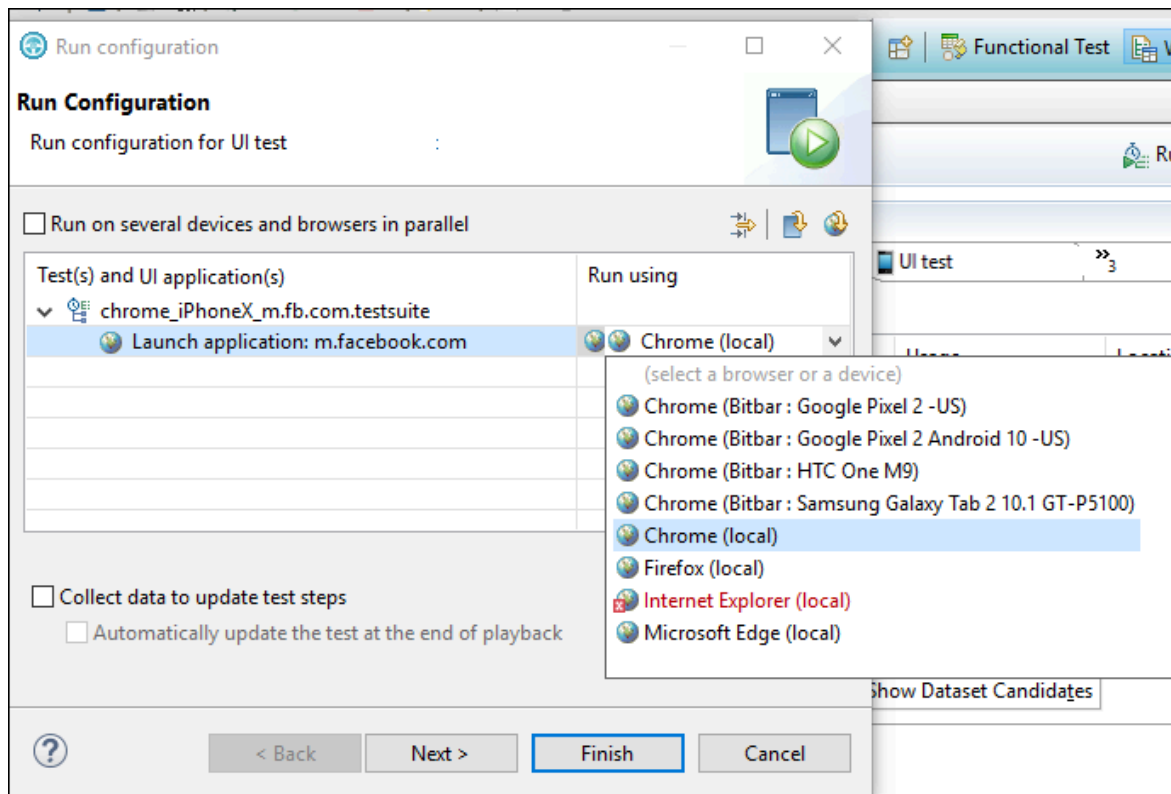 Run configuration
Functional Test
Run Configuration
Run configuration for UI test :
Run on several devices and browsers in parallel
Test(s) and UI application(s)
Run using
UI test
»3
chrome_iPhoneX_m.fb.com.testsuite
Launch application: m.facebook.com
Chrome (local)
(select a browser or a device)
Chrome (Bitbar : Google Pixel 2 -US)
Chrome (Bitbar : Google Pixel 2 Android 10 -US)
Chrome (Bitbar : HTC One M9)
Chrome (Bitbar : Samsung Galaxy Tab 2 10.1 GT-P5100)
Chrome (local)
Firefox (local)
Internet Explorer (local)
Microsoft Edge (local)
Collect data to update test steps
Automatically update the test at the end of playback
Show Dataset Candidates
< Back
Next >
Finish
Cancel